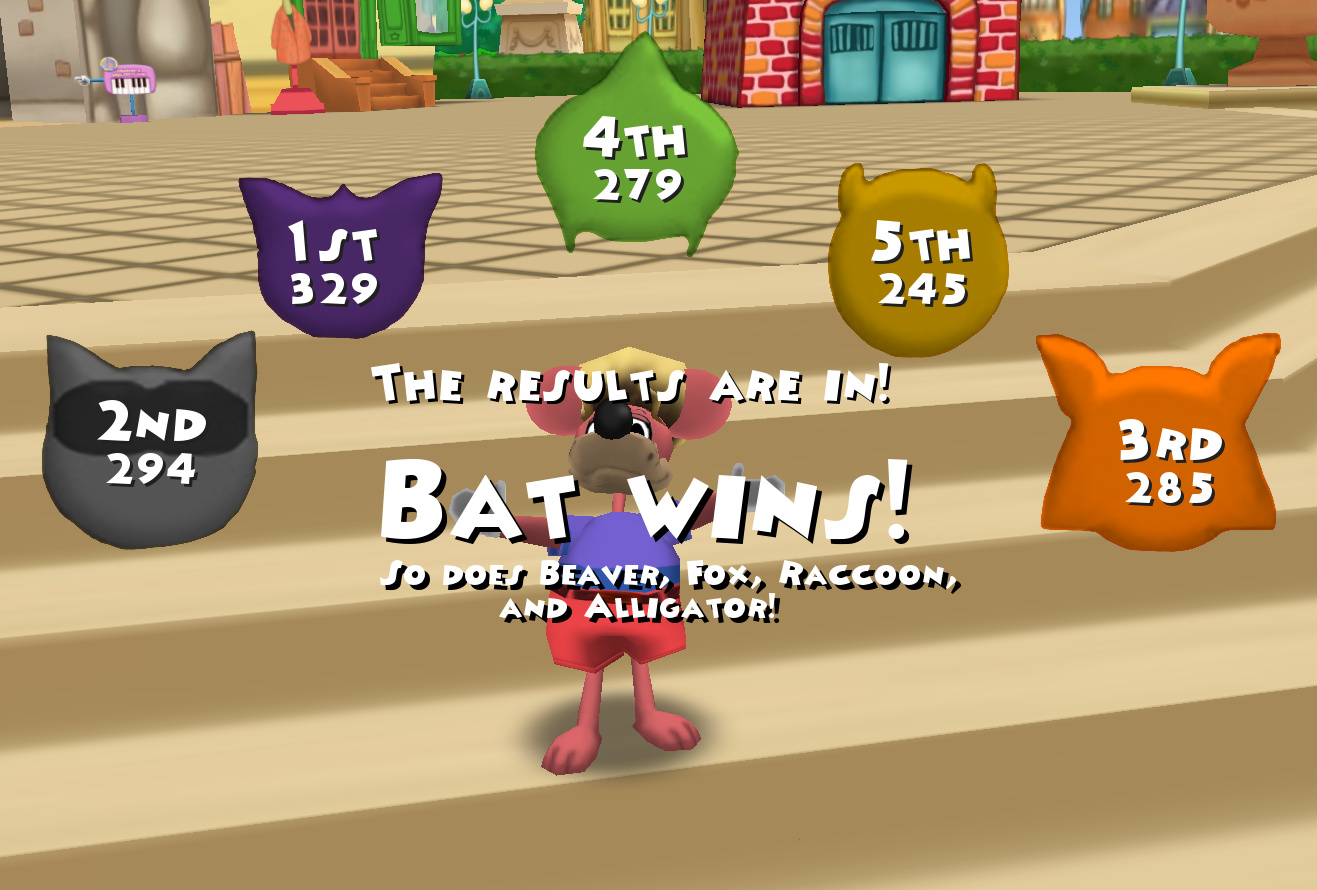 4TH
279
1ST
329
5TH
245
2ND
294
3RD
285
THE RESULTS ARE IN!
BAT WINS!
SO DOES BEAVER, FOX, RACCOON,
AND ALLIGATOR!